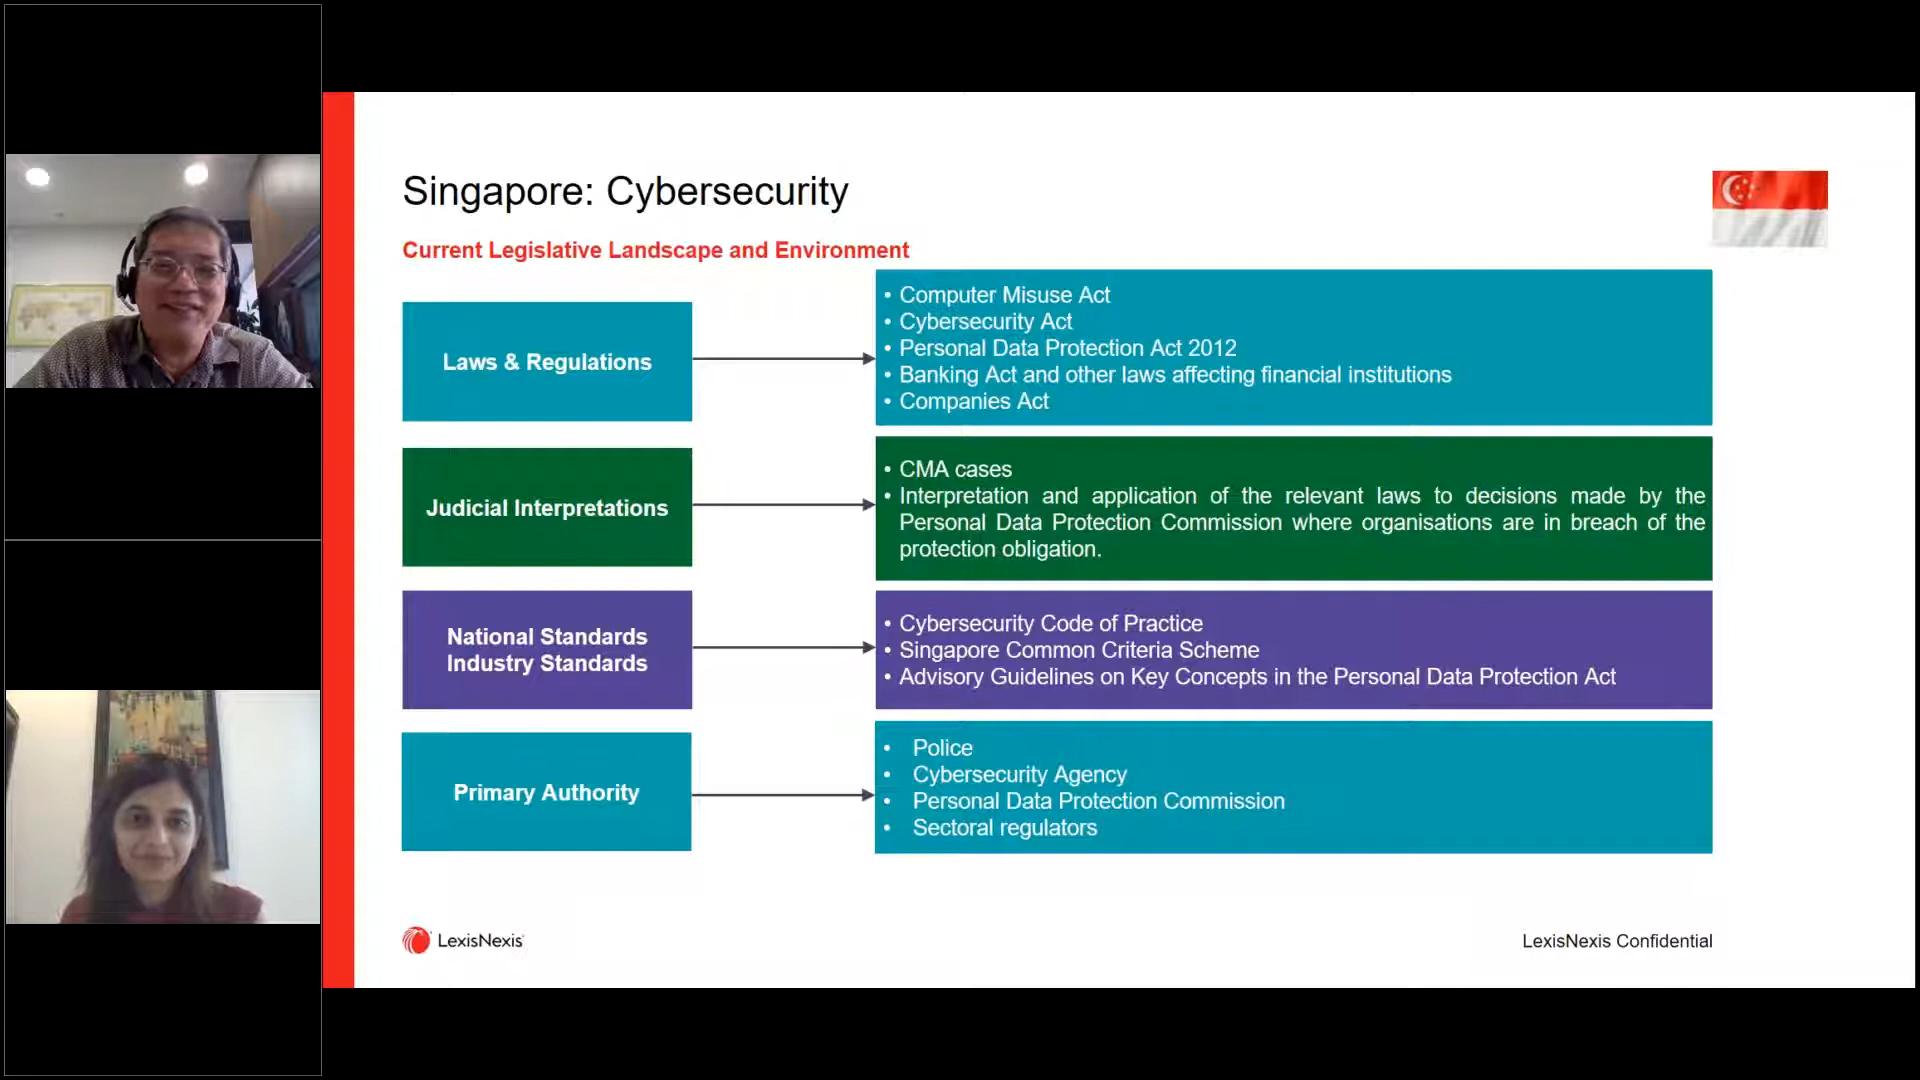 Singapore: Cybersecurity
Current Legislative Landscape and Environment
Laws & Regulations
• Computer Misuse Act
• Cybersecurity Act
• Personal Data Protection Act 2012
• Banking Act and other laws affecting financial institutions
• Companies Act
Judicial Interpretations
• CMA cases
• Interpretation and application of the relevant laws to decisions made by the
Personal Data Protection Commission where organisations are in breach of the
protection obligation.
National Standards
Industry Standards
• Cybersecurity Code of Practice
• Singapore Common Criteria Scheme
• Advisory Guidelines on Key Concepts in the Personal Data Protection Act
Primary Authority
• Police
• Cybersecurity Agency
• Personal Data Protection Commission
• Sectoral regulators
LexisNexis
LexisNexis Confidential